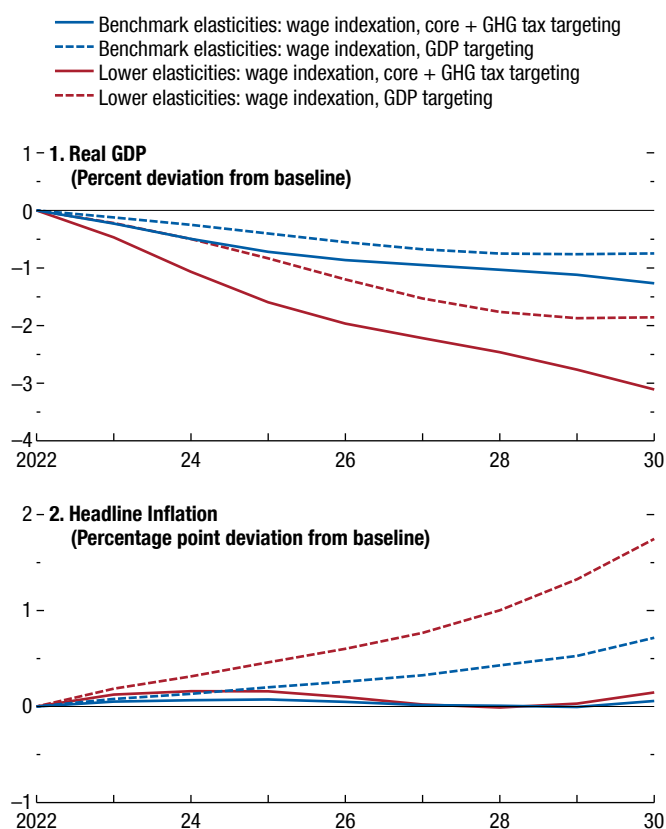 Benchmark elasticities: wage indexation, core + GHG tax targeting
Benchmark elasticities: wage indexation, GDP targeting
Lower elasticities: wage indexation, core + GHG tax targeting
Lower elasticities: wage indexation, GDP targeting
1. Real GDP
(Percent deviation from baseline)
1
0
–1
–2
–3
–4
2022 24 26 28 30
2. Headline Inflation
(Percentage point deviation from baseline)
2
1
0
–1
2022 24 26 28 30